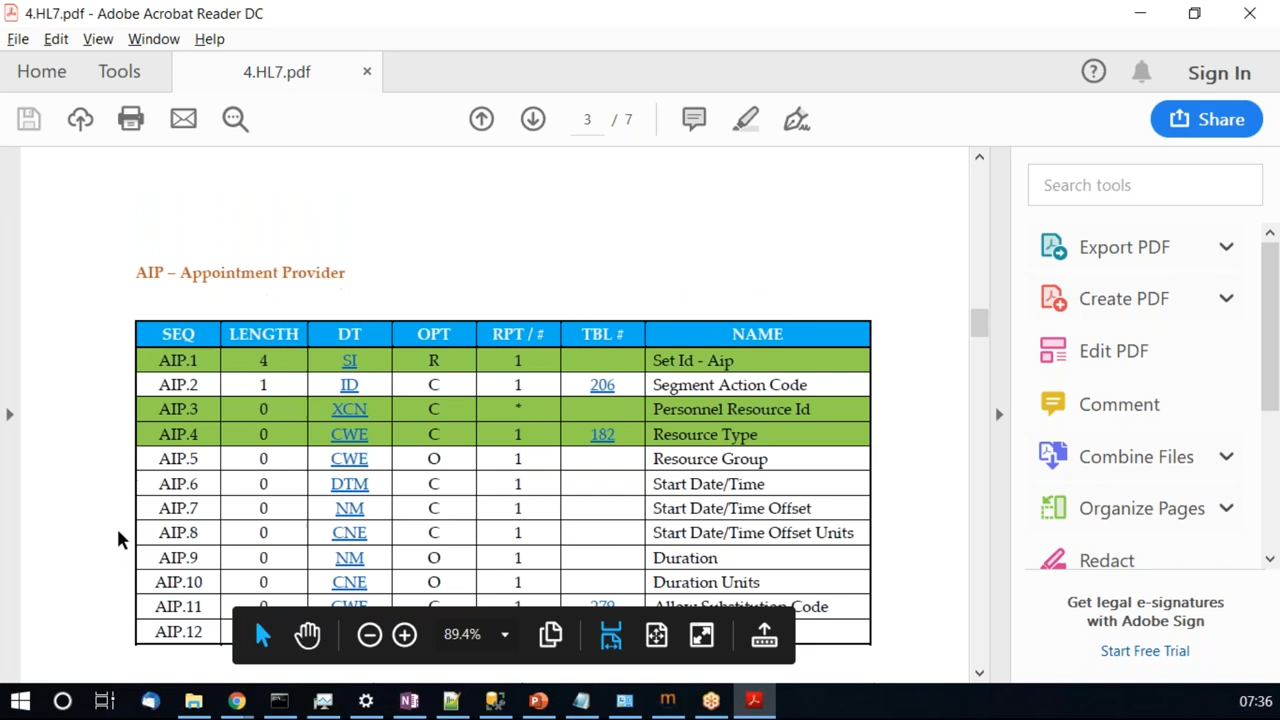 4.HL7.pdf - Adobe Acrobat Reader DC
File Edit View Window Help
Home Tools 4.HL7.pdf × Sign In
3 / 7 Share
Search tools
Export PDF
Create PDF
Edit PDF
Comment
Combine Files
Organize Pages
Redact
Get legal e-signatures
with Adobe Sign
Start Free Trial
AIP – Appointment Provider
SEQ LENGTH DT OPT RPT / # TBL # NAME
AIP.1 4 SI R 1 Set Id - Aip
AIP.2 1 ID C 1 206 Segment Action Code
AIP.3 0 XCN C * Personnel Resource Id
AIP.4 0 CWE C 1 182 Resource Type
AIP.5 0 CWE O 1 Resource Group
AIP.6 0 DTM C 1 Start Date/Time
AIP.7 0 NM C 1 Start Date/Time Offset
AIP.8 0 CNE C 1 Start Date/Time Offset Units
AIP.9 0 NM O 1 Duration
AIP.10 0 CNE O 1 Duration Units
AIP.11 0 CWE C 1 279 Allow Substitution Code
AIP.12
89.4%
07:36